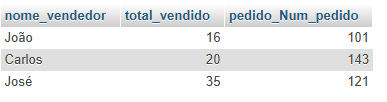 nome_vendedor total_vendido pedido_Num_pedido
João 16 101
Carlos 20 143
José 35 121